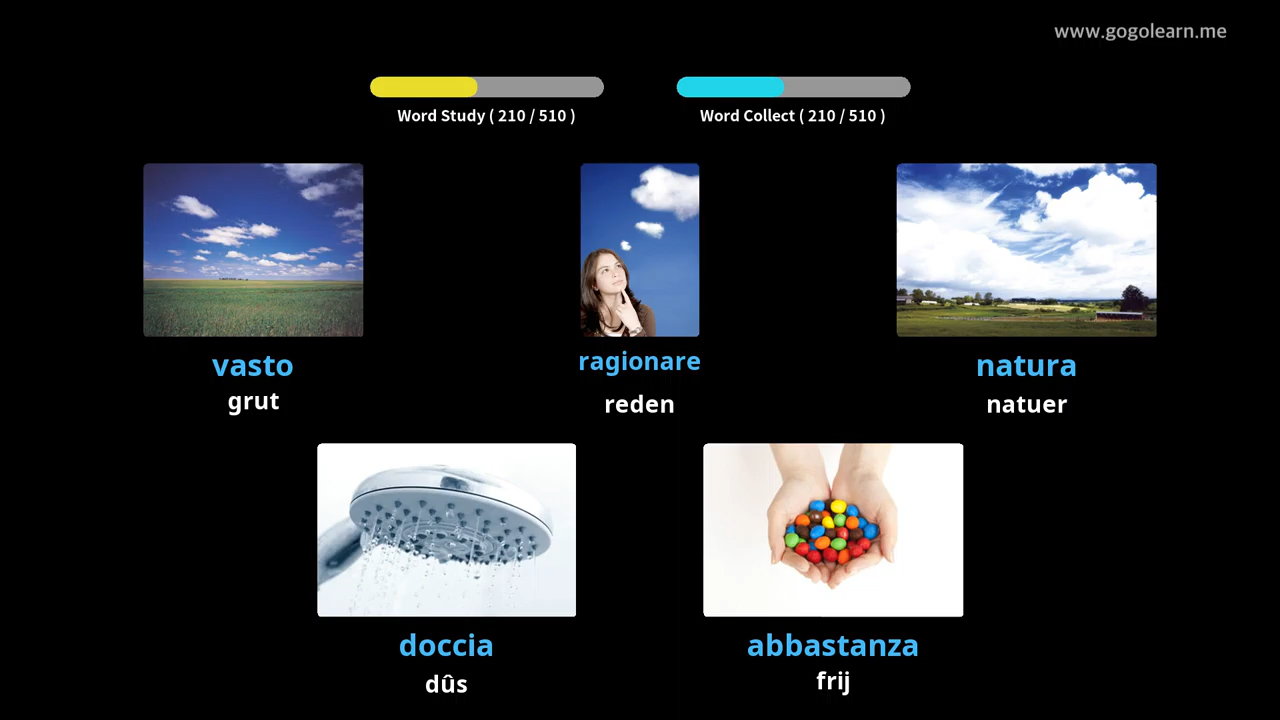 www.gogolearn.me
Word Study ( 210 / 510 )
Word Collect ( 210 / 510 )
vasto
grut
ragionare
reden
natura
natuer
doccia
dûs
abbastanza
frij